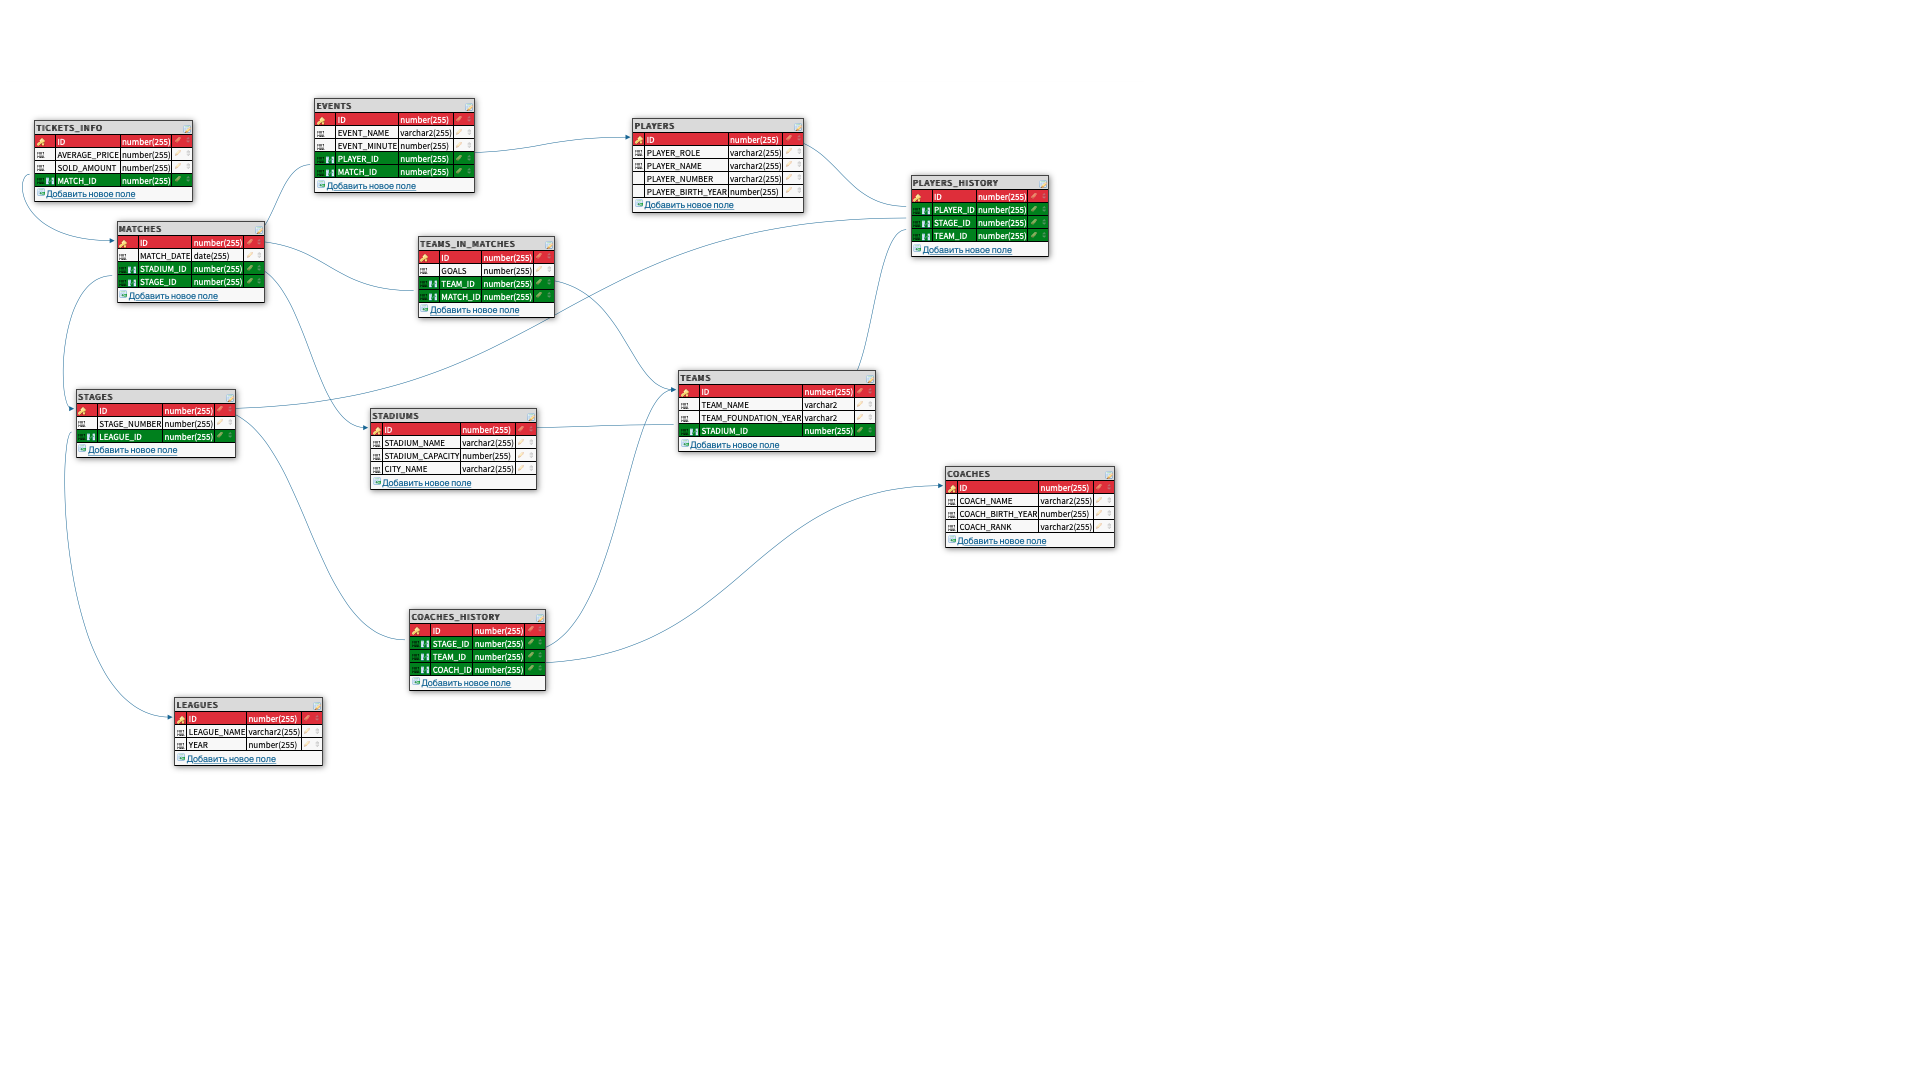 EVENTS
ID number(255)
EVENT_NAME varchar2(255)
EVENT_MINUTE number(255)
PLAYER_ID number(255)
MATCH_ID number(255)
Добавить новое поле
TICKETS_INFO
ID number(255)
AVERAGE_PRICE number(255)
SOLD_AMOUNT number(255)
MATCH_ID number(255)
Добавить новое поле
PLAYERS
ID number(255)
PLAYER_ROLE varchar2(255)
PLAYER_NAME varchar2(255)
PLAYER_NUMBER varchar2(255)
PLAYER_BIRTH_YEAR number(255)
Добавить новое поле
PLAYERS_HISTORY
ID number(255)
PLAYER_ID number(255)
STAGE_ID number(255)
TEAM_ID number(255)
Добавить новое поле
MATCHES
ID number(255)
MATCH_DATE date(255)
STADIUM_ID number(255)
STAGE_ID number(255)
Добавить новое поле
TEAMS_IN_MATCHES
ID number(255)
GOALS number(255)
TEAM_ID number(255)
MATCH_ID number(255)
Добавить новое поле
TEAMS
ID number(255)
TEAM_NAME varchar2
TEAM_FOUNDATION_YEAR varchar2
STADIUM_ID number(255)
Добавить новое поле
STAGES
ID number(255)
STAGE_NUMBER number(255)
LEAGUE_ID number(255)
Добавить новое поле
STADIUMS
ID number(255)
STADIUM_NAME varchar2(255)
STADIUM_CAPACITY number(255)
CITY_NAME varchar2(255)
Добавить новое поле
COACHES
ID number(255)
COACH_NAME varchar2(255)
COACH_BIRTH_YEAR number(255)
COACH_RANK varchar2(255)
Добавить новое поле
COACHES_HISTORY
ID number(255)
STAGE_ID number(255)
TEAM_ID number(255)
COACH_ID number(255)
Добавить новое поле
LEAGUES
ID number(255)
LEAGUE_NAME varchar2(255)
YEAR number(255)
Добавить новое поле